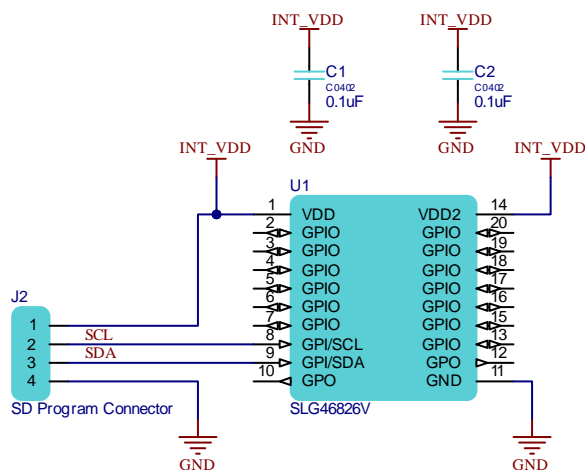 INT_VDD
INT_VDD
C1
C0402
0.1uF
C2
C0402
0.1uF
GND
GND
INT_VDD
INT_VDD
U1
1 VDD VDD2 14
2 GPIO GPIO 20
3 GPIO GPIO 19
4 GPIO GPIO 18
5 GPIO GPIO 17
6 GPIO GPIO 16
7 GPIO GPIO 15
8 GPI/SCL GPIO 13
9 GPI/SDA GPO 12
10 GPO GND 11
SLG46826V
J2
1
2 SCL
3 SDA
4
SD Program Connector
GND
GND